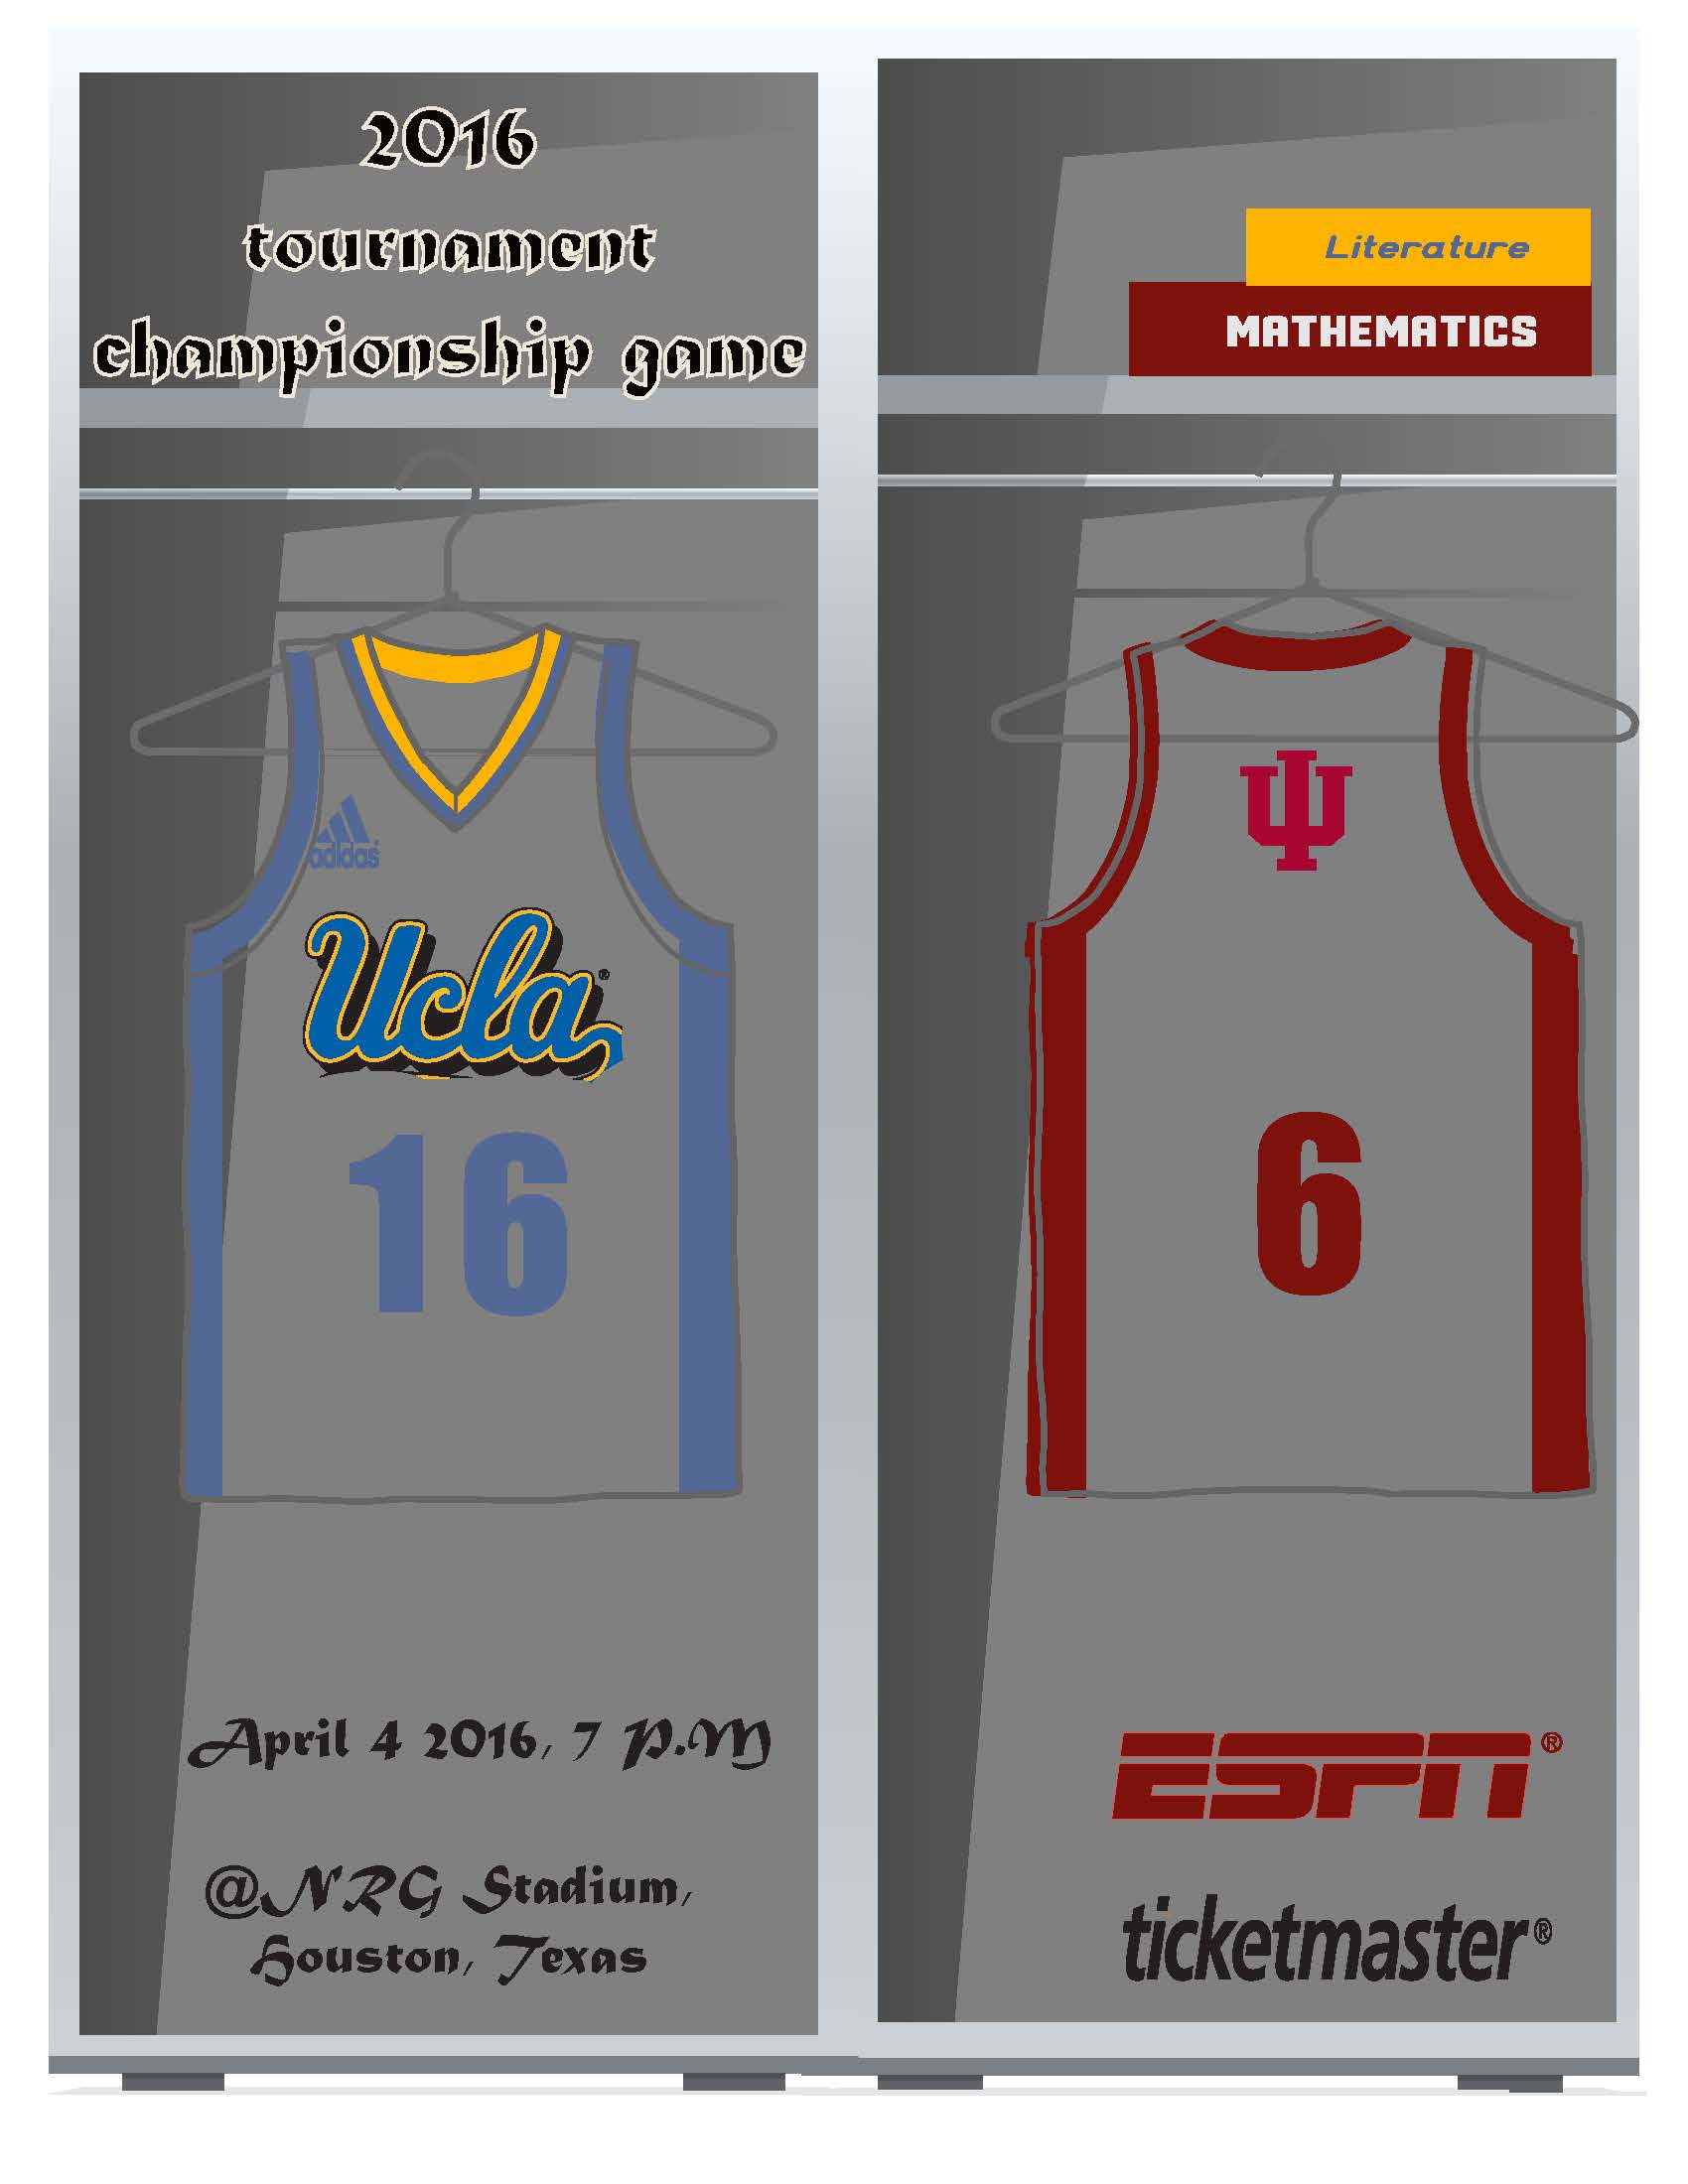 2016
tournament
championship game
adidas
Ucla®
16
April 4 2016, 7 P.M
@NRG Stadium,
Houston, Texas
Literature
MATHEMATICS
IU
6
ESPN®
ticketmaster®